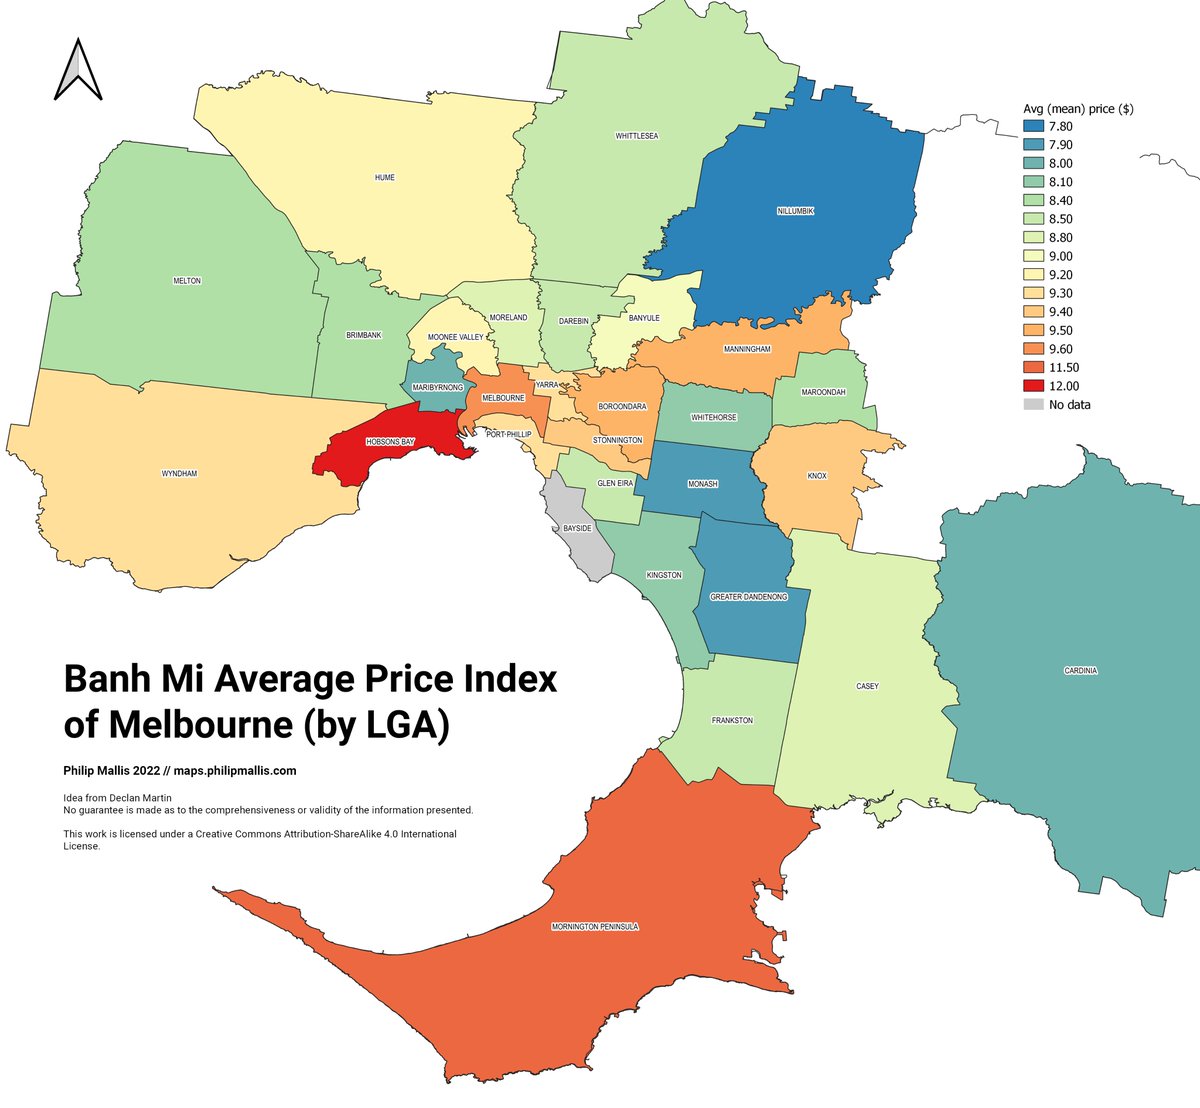 Avg (mean) price ($)
7.80
7.90
8.00
8.10
8.40
8.50
8.80
9.00
9.20
9.30
9.40
9.50
9.60
11.50
12.00
No data
WHITTLESEA
HUME
NILLUMBIK
MELTON
MORELAND
DAREBIN
BANYULE
BRIMBANK
MOONEE VALLEY
MANNINGHAM
MARIBYRNONG
YARRA
MAROONDAH
MELBOURNE
BOROONDARA
WHITEHORSE
PORT PHILLIP
HOBSONS BAY
STONNINGTON
WYNDHAM
KNOX
GLEN EIRA
MONASH
BAYSIDE
KINGSTON
GREATER DANDENONG
CARDINIA
CASEY
FRANKSTON
MORNINGTON PENINSULA
Banh Mi Average Price Index
of Melbourne (by LGA)
Philip Mallis 2022 // maps.philipmallis.com
Idea from Declan Martin
No guarantee is made as to the comprehensiveness or validity of the information presented.
This work is licensed under a Creative Commons Attribution-ShareAlike 4.0 International
License.